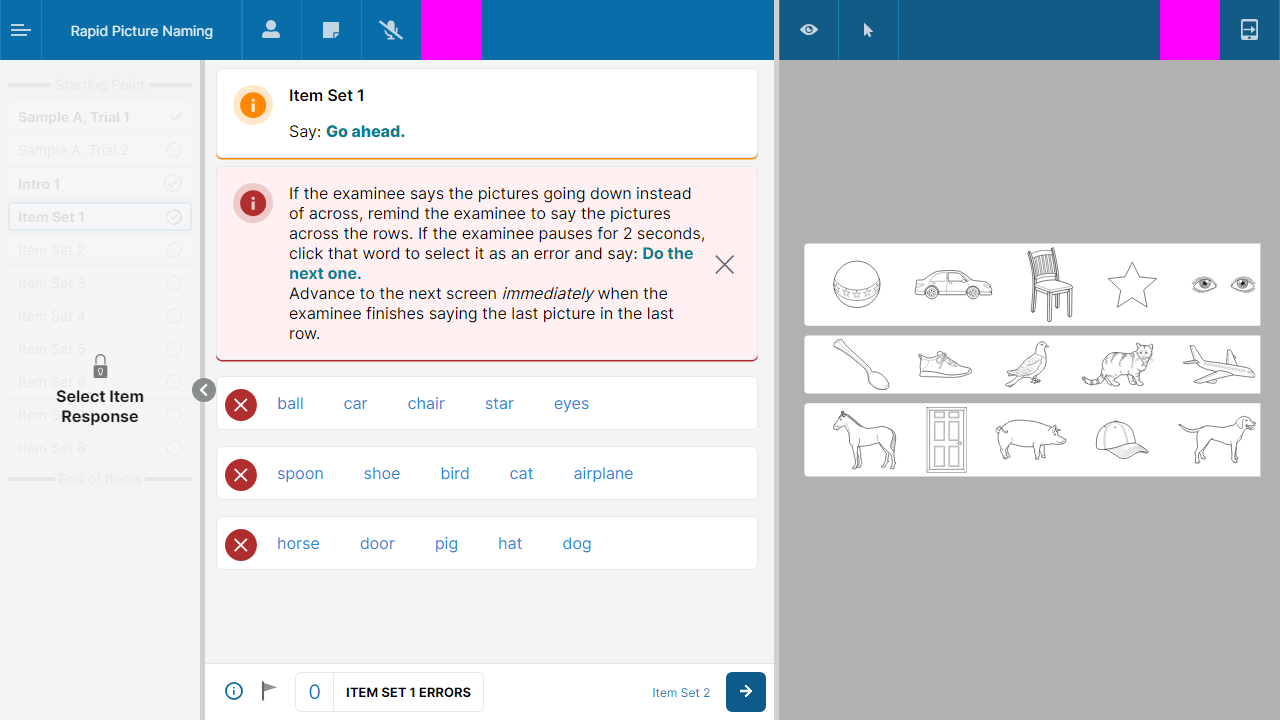 Rapid Picture Naming
Starting Point
Sample A, Trial 1
Sample A, Trial 2
Intro 1
Item Set 1
Item Set 2
Item Set 3
Item Set 4
Item Set 5
Item Set 6
Item Set 8
End of Items
Select Item
Response
Item Set 1
Say: Go ahead.
If the examinee says the pictures going down instead
of across, remind the examinee to say the pictures
across the rows. If the examinee pauses for 2 seconds,
click that word to select it as an error and say: Do the
next one.
Advance to the next screen immediately when the
examinee finishes saying the last picture in the last
row.
ball car chair star eyes
spoon shoe bird cat airplane
horse door pig hat dog
0 ITEM SET 1 ERRORS
Item Set 2